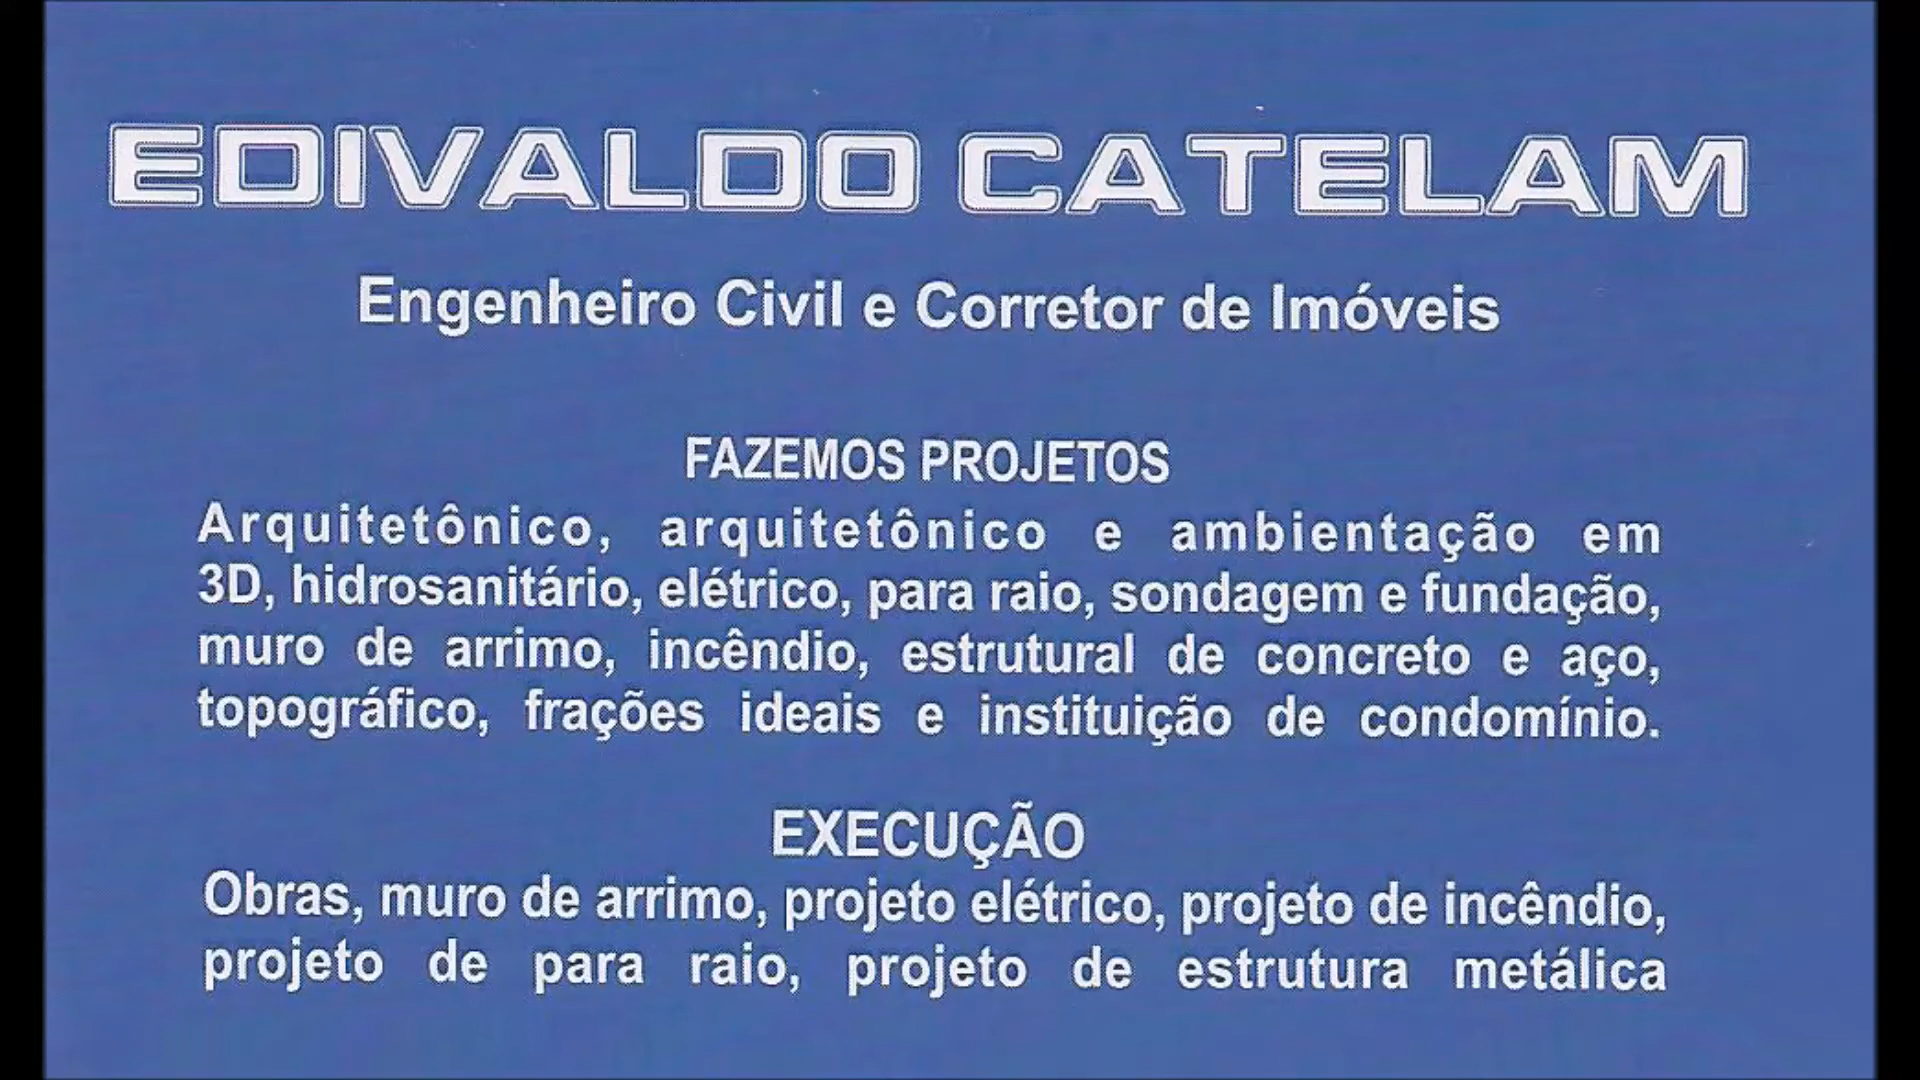 EDIVALDO CATELAM
Engenheiro Civil e Corretor de Imóveis
FAZEMOS PROJETOS
Arquitetônico, arquitetônico e ambientação em
3D, hidrosanitário, elétrico, para raio, sondagem e fundação,
muro de arrimo, incêndio, estrutural de concreto e aço,
topográfico, frações ideais e instituição de condomínio.
EXECUÇÃO
Obras, muro de arrimo, projeto elétrico, projeto de incêndio,
projeto de para raio, projeto de estrutura metálica